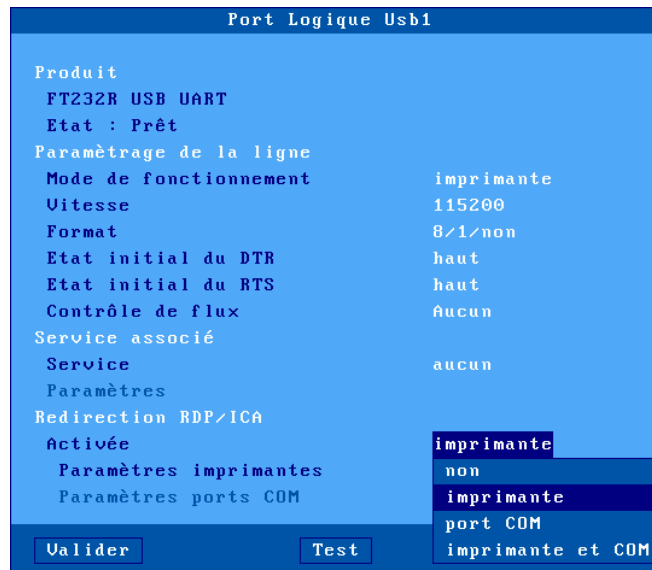 Port Logique Usb1
Produit
FT232R USB UART
Etat : Prêt
Paramètrage de la ligne
Mode de fonctionnement imprimante
Vitesse 115200
Format 8/1/non
Etat initial du DTR haut
Etat initial du RTS haut
Contrôle de flux Aucun
Service associé
Service aucun
Paramètres
Redirection RDP/ICA
Activée imprimante
Paramètres imprimantes non
imprimante
Paramètres ports COM
port COM
Valider Test imprimante et COM